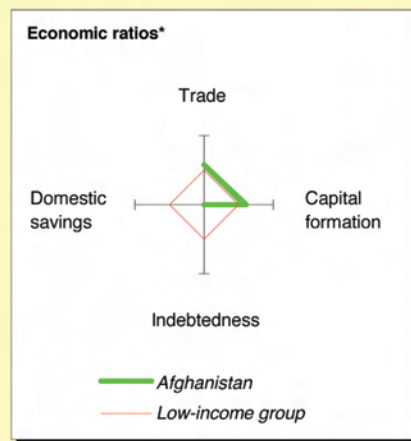 Economic ratios*
Trade
Domestic
savings
Capital
formation
Indebtedness
Afghanistan
Low-income group